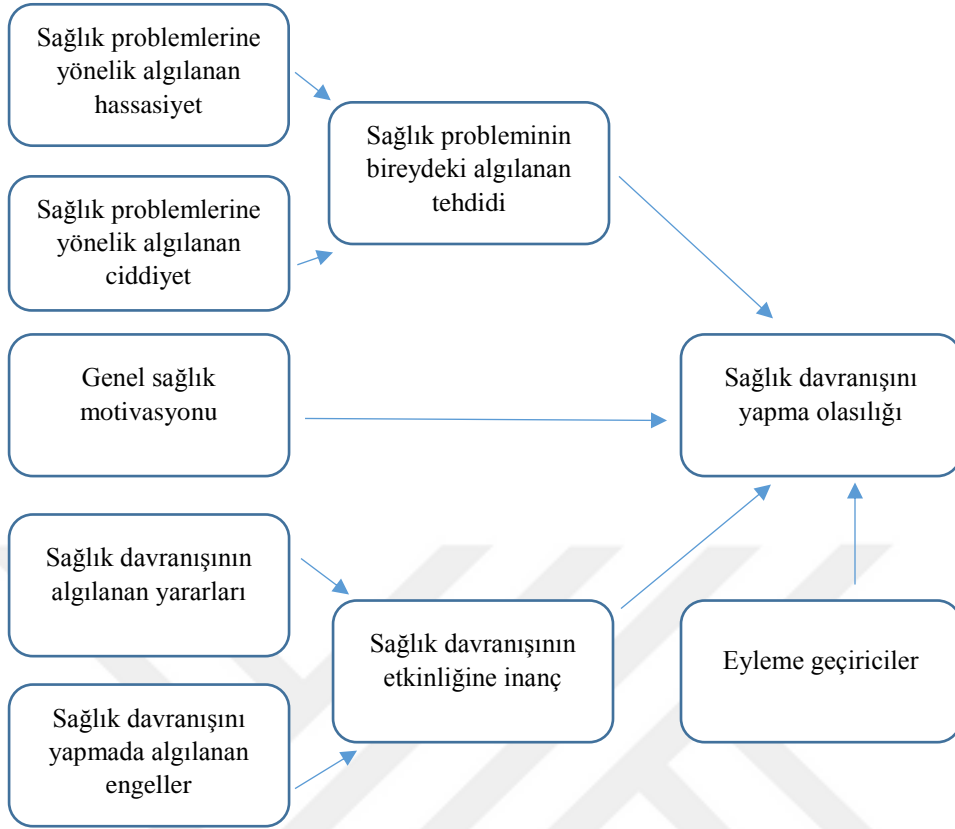 Sağlık problemlerine
yönelik algılanan
hassasiyet
Sağlık probleminin
bireydeki algılanan
tehdidi
Sağlık problemlerine
yönelik algılanan
ciddiyet
Genel sağlık
motivasyonu
Sağlık davranışını
yapma olasılığı
Sağlık davranışının
algılanan yararları
Sağlık davranışının
etkinliğine inanç
Eyleme geçiriciler
Sağlık davranışını
yapmada algılanan
engeller